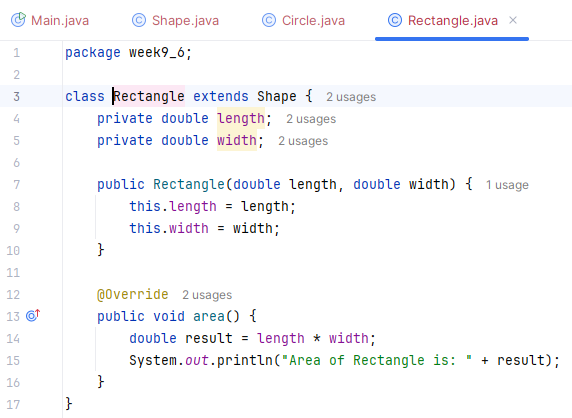 Main.java Shape.java Circle.java Rectangle.java
1 package week9_6;
2
3 class Rectangle extends Shape { 2 usages
4 private double length; 2 usages
5 private double width; 2 usages
6
7 public Rectangle(double length, double width) { 1 usage
8 this.length = length;
9 this.width = width;
10 }
11
12 @Override 2 usages
13 public void area() {
14 double result = length * width;
15 System.out.println("Area of Rectangle is: " + result);
16 }
17 }